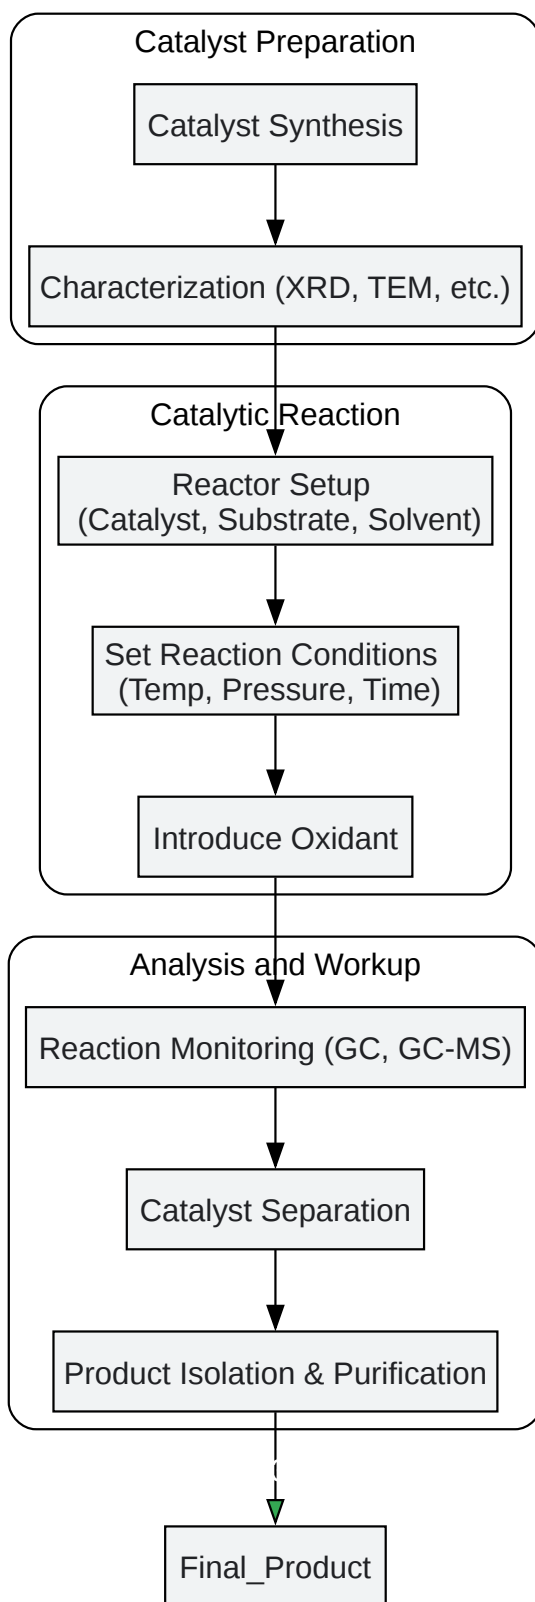 Catalyst Preparation
Catalyst Synthesis
Characterization (XRD, TEM, etc.)
Catalytic Reaction
Reactor Setup
(Catalyst, Substrate, Solvent)
Set Reaction Conditions
(Temp, Pressure, Time)
Introduce Oxidant
Analysis and Workup
Reaction Monitoring (GC, GC-MS)
Catalyst Separation
Product Isolation & Purification
Final_Product